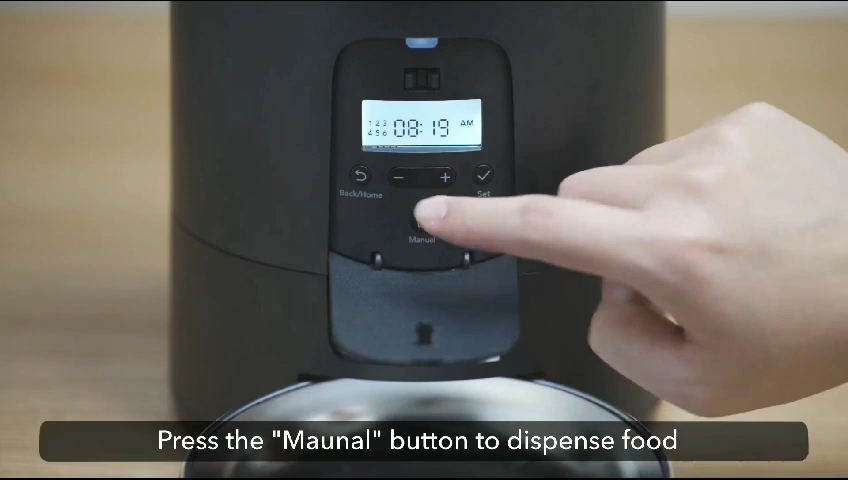 1 2 3
4 5 6
08:19
AM
− +
Back/Home
Set
Manual
Press the "Maunal" button to dispense food